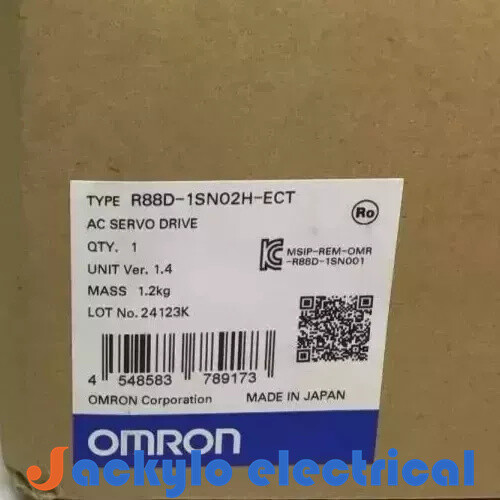 TYPE R88D-1SN02H-ECT
AC SERVO DRIVE
Ro
QTY. 1
MSIP-REM-OMR
-R88D-1SN001
UNIT Ver. 1.4
MASS 1.2kg
LOT No. 24123K
4 548583 789173
OMRON Corporation MADE IN JAPAN
OMRON
Jackylo electrical